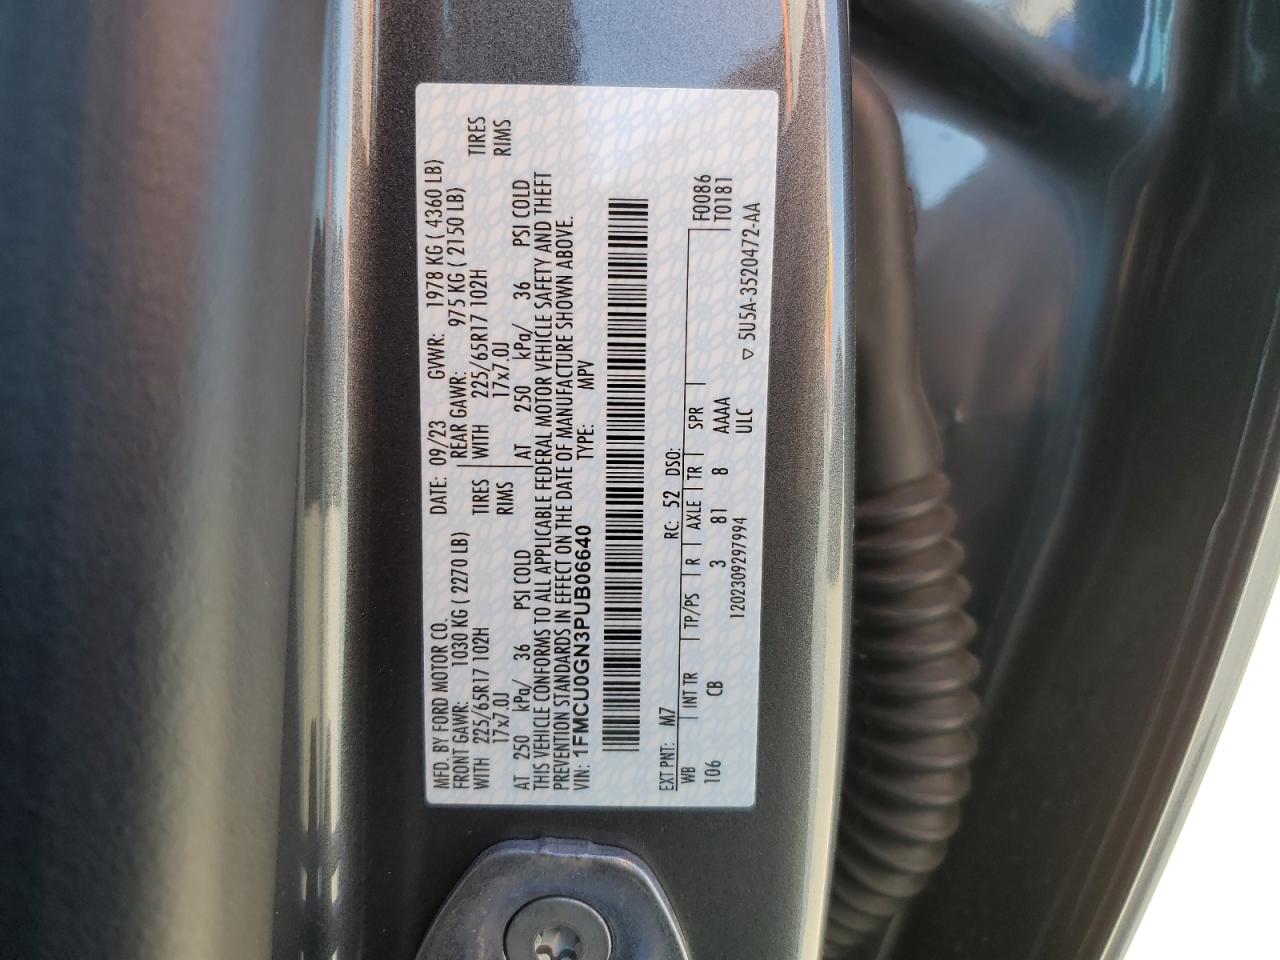 MFD. BY FORD MOTOR CO. DATE: 09/23 GVWR: 1978 KG ( 4360 LB)
FRONT GAWR: 1030 KG ( 2270 LB) REAR GAWR: 975 KG ( 2150 LB)
WITH 225/65R17 102H TIRES WITH 225/65R17 102H TIRES
17x7.0J RIMS 17x7.0J RIMS
AT 250 kPa/ 36 PSI COLD AT 250 kPa/ 36 PSI COLD
THIS VEHICLE CONFORMS TO ALL APPLICABLE FEDERAL MOTOR VEHICLE SAFETY AND THEFT
PREVENTION STANDARDS IN EFFECT ON THE DATE OF MANUFACTURE SHOWN ABOVE.
VIN: 1FMCU0GN3PUB06640 TYPE: MPV
EXT PNT: M7 RC: 52 DSO: F0086
WB INT TR TP/PS R AXLE TR SPR T0181
106 CB 3 81 8 AAAA
120230929799​4 ULC ▽ 5U5A-3520472-AA